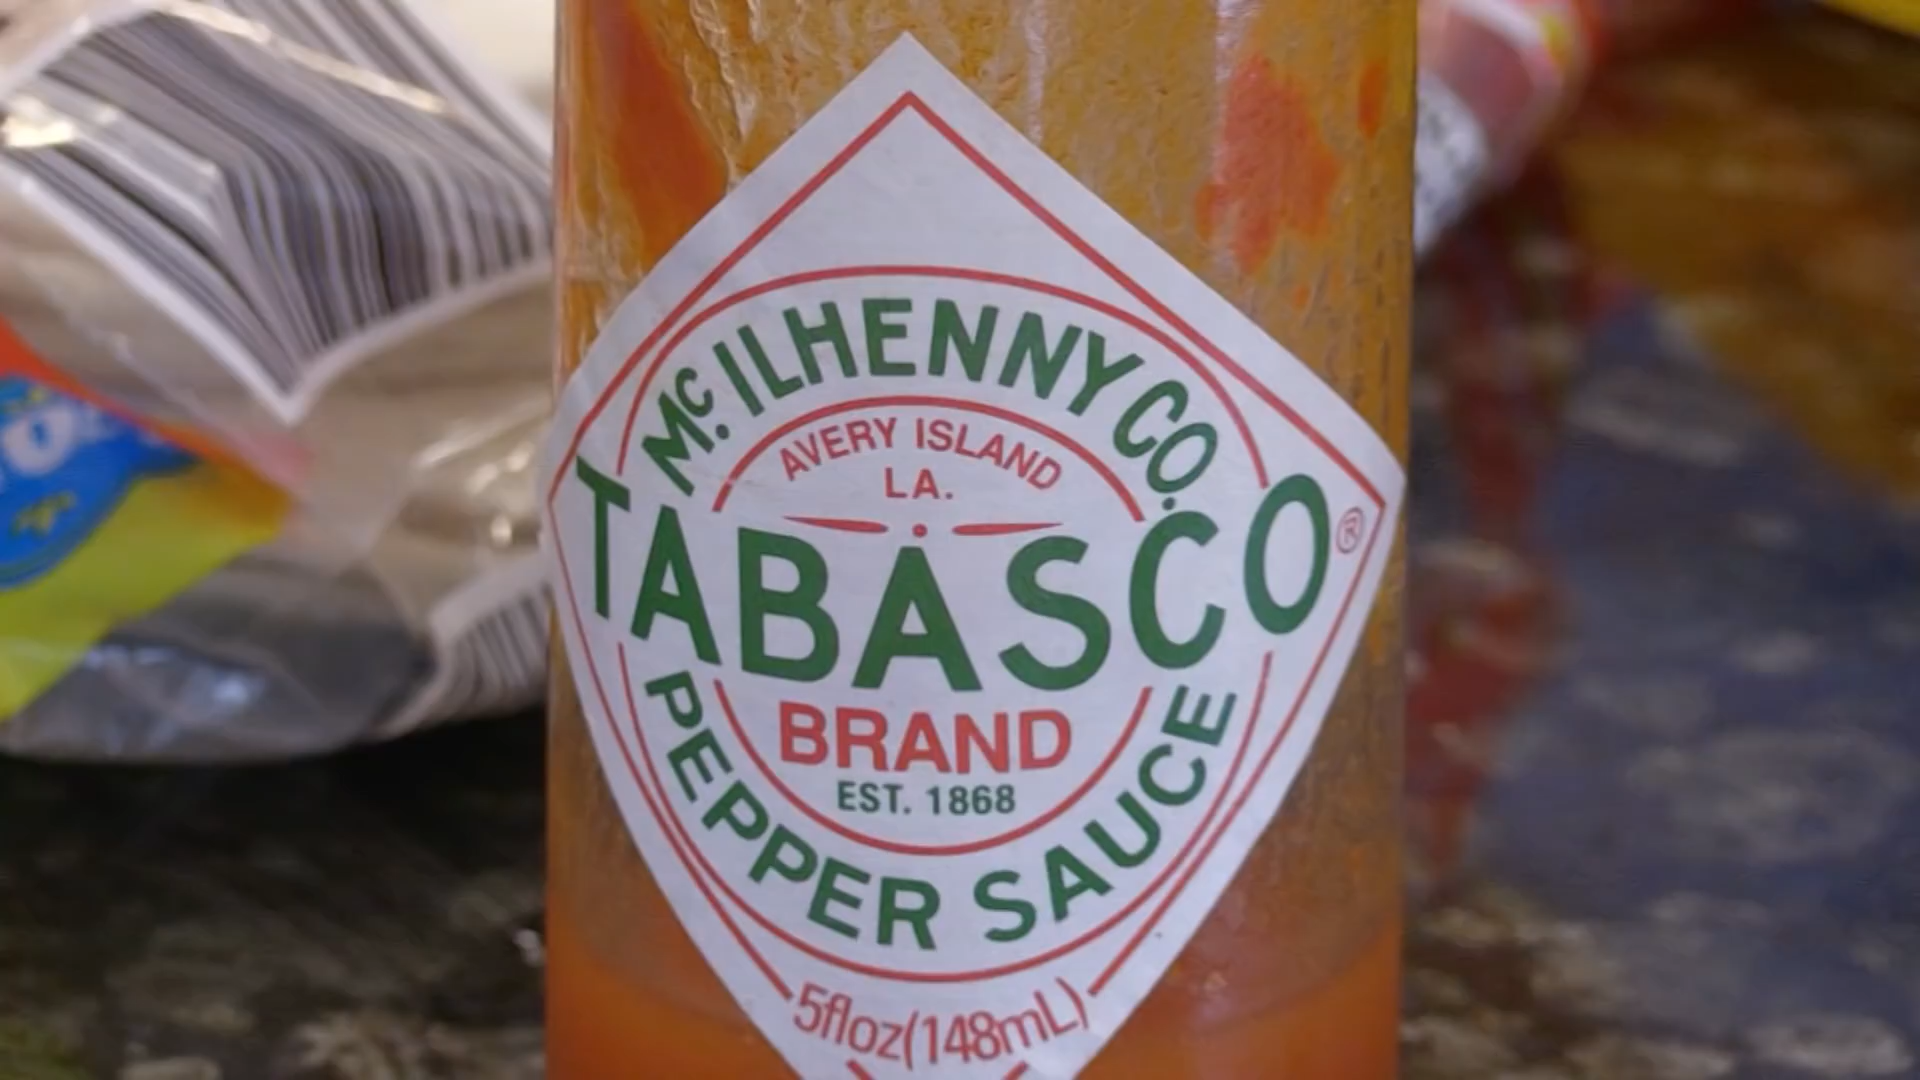 Mc. ILHENNY CO.
AVERY ISLAND
LA.
TABASCO®
BRAND
EST. 1868
PEPPER SAUCE
5floz(148mL)